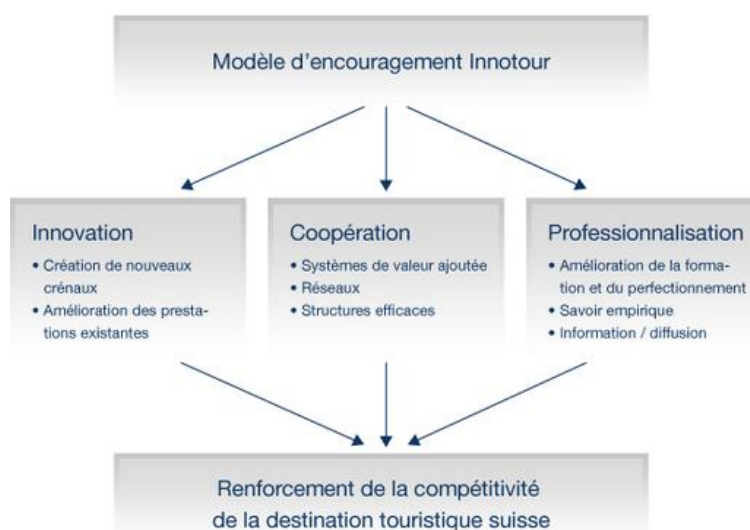 Modèle d'encouragement Innotour
Innovation
• Création de nouveaux
crénaux
• Amélioration des presta-
tions existantes
Coopération
• Systèmes de valeur ajoutée
• Réseaux
• Structures efficaces
Professionnalisation
• Amélioration de la forma-
tion et du perfectionnement
• Savoir empirique
• Information / diffusion
Renforcement de la compétitivité
de la destination touristique suisse